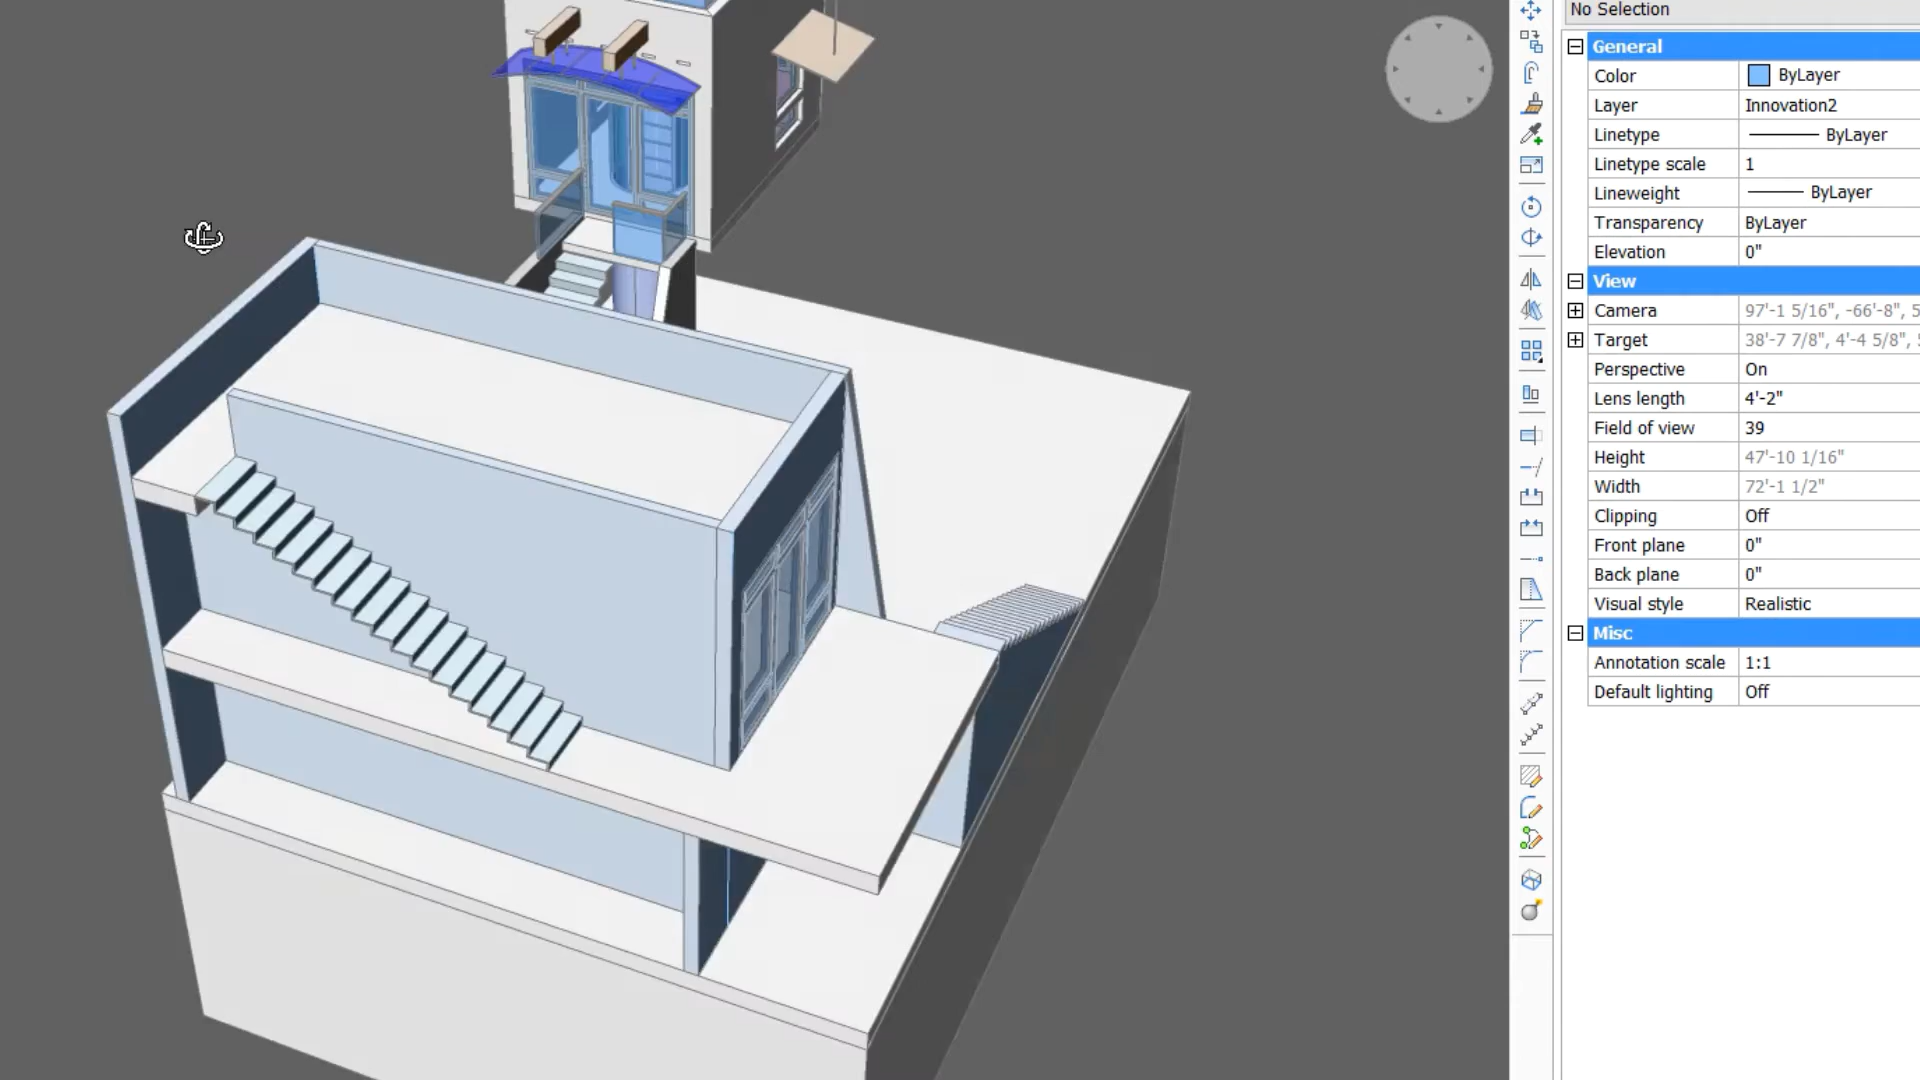 No Selection
General
Color ByLayer
Layer Innovation2
Linetype ByLayer
Linetype scale 1
Lineweight ByLayer
Transparency ByLayer
Elevation 0"
View
Camera 97'-1 5/16", -66'-8", 5
Target 38'-7 7/8", 4'-4 5/8",
Perspective On
Lens length 4'-2"
Field of view 39
Height 47'-10 1/16"
Width 72'-1 1/2"
Clipping Off
Front plane 0"
Back plane 0"
Visual style Realistic
Misc
Annotation scale 1:1
Default lighting Off